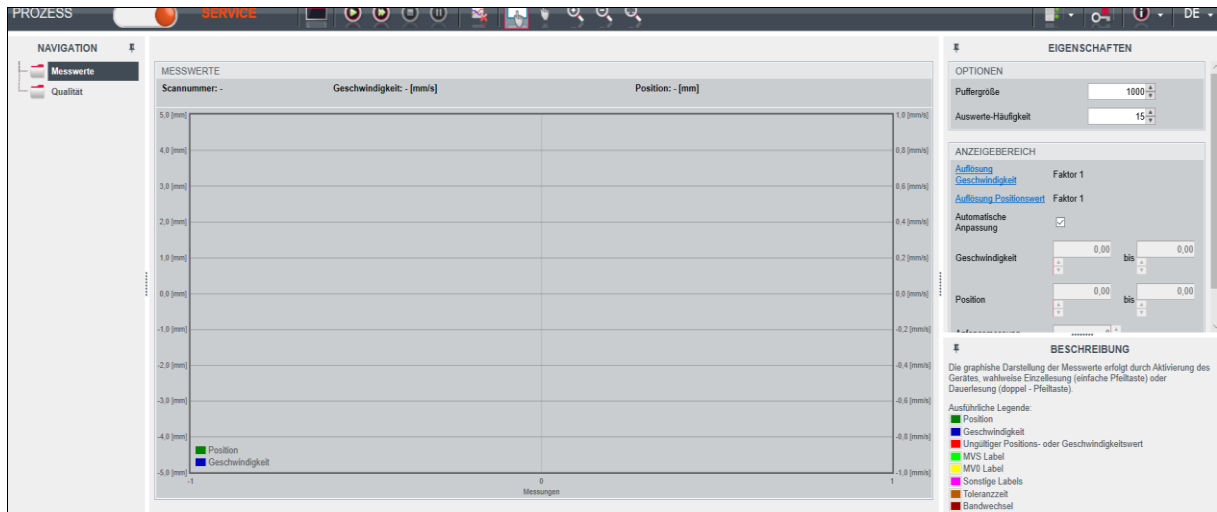 PROZESS
SERVICE
DE
NAVIGATION
Messwerte
Qualität
MESSWERTE
Scannummer: -
Geschwindigkeit: - [mm/s]
Position: - [mm]
5,0 [mm]
4,0 [mm]
3,0 [mm]
2,0 [mm]
1,0 [mm]
0,0 [mm]
-1,0 [mm]
-2,0 [mm]
-3,0 [mm]
-4,0 [mm]
-5,0 [mm]
1,0 [mm/s]
0,8 [mm/s]
0,6 [mm/s]
0,4 [mm/s]
0,2 [mm/s]
0,0 [mm/s]
-0,2 [mm/s]
-0,4 [mm/s]
-0,6 [mm/s]
-0,8 [mm/s]
-1,0 [mm/s]
Position
Geschwindigkeit
-1
0
1
Messungen
EIGENSCHAFTEN
OPTIONEN
Puffergröße
1000
Auswerte-Häufigkeit
15
ANZEIGEBEREICH
Auflösung
Geschwindigkeit
Faktor 1
Auflösung Positionswert
Faktor 1
Automatische
Anpassung
Geschwindigkeit
0,00
bis
0,00
Position
0,00
bis
0,00
BESCHREIBUNG
Die graphishe Darstellung der Messwerte erfolgt durch Aktivierung des
Gerätes, wahlweise Einzellesung (einfache Pfeiltaste) oder
Dauerlesung (doppel - Pfeiltaste).
Ausführliche Legende:
Position
Geschwindigkeit
Ungültiger Positions- oder Geschwindigkeitswert
MVS Label
MV0 Label
Sonstige Labels
Toleranzzeit
Bandwechsel